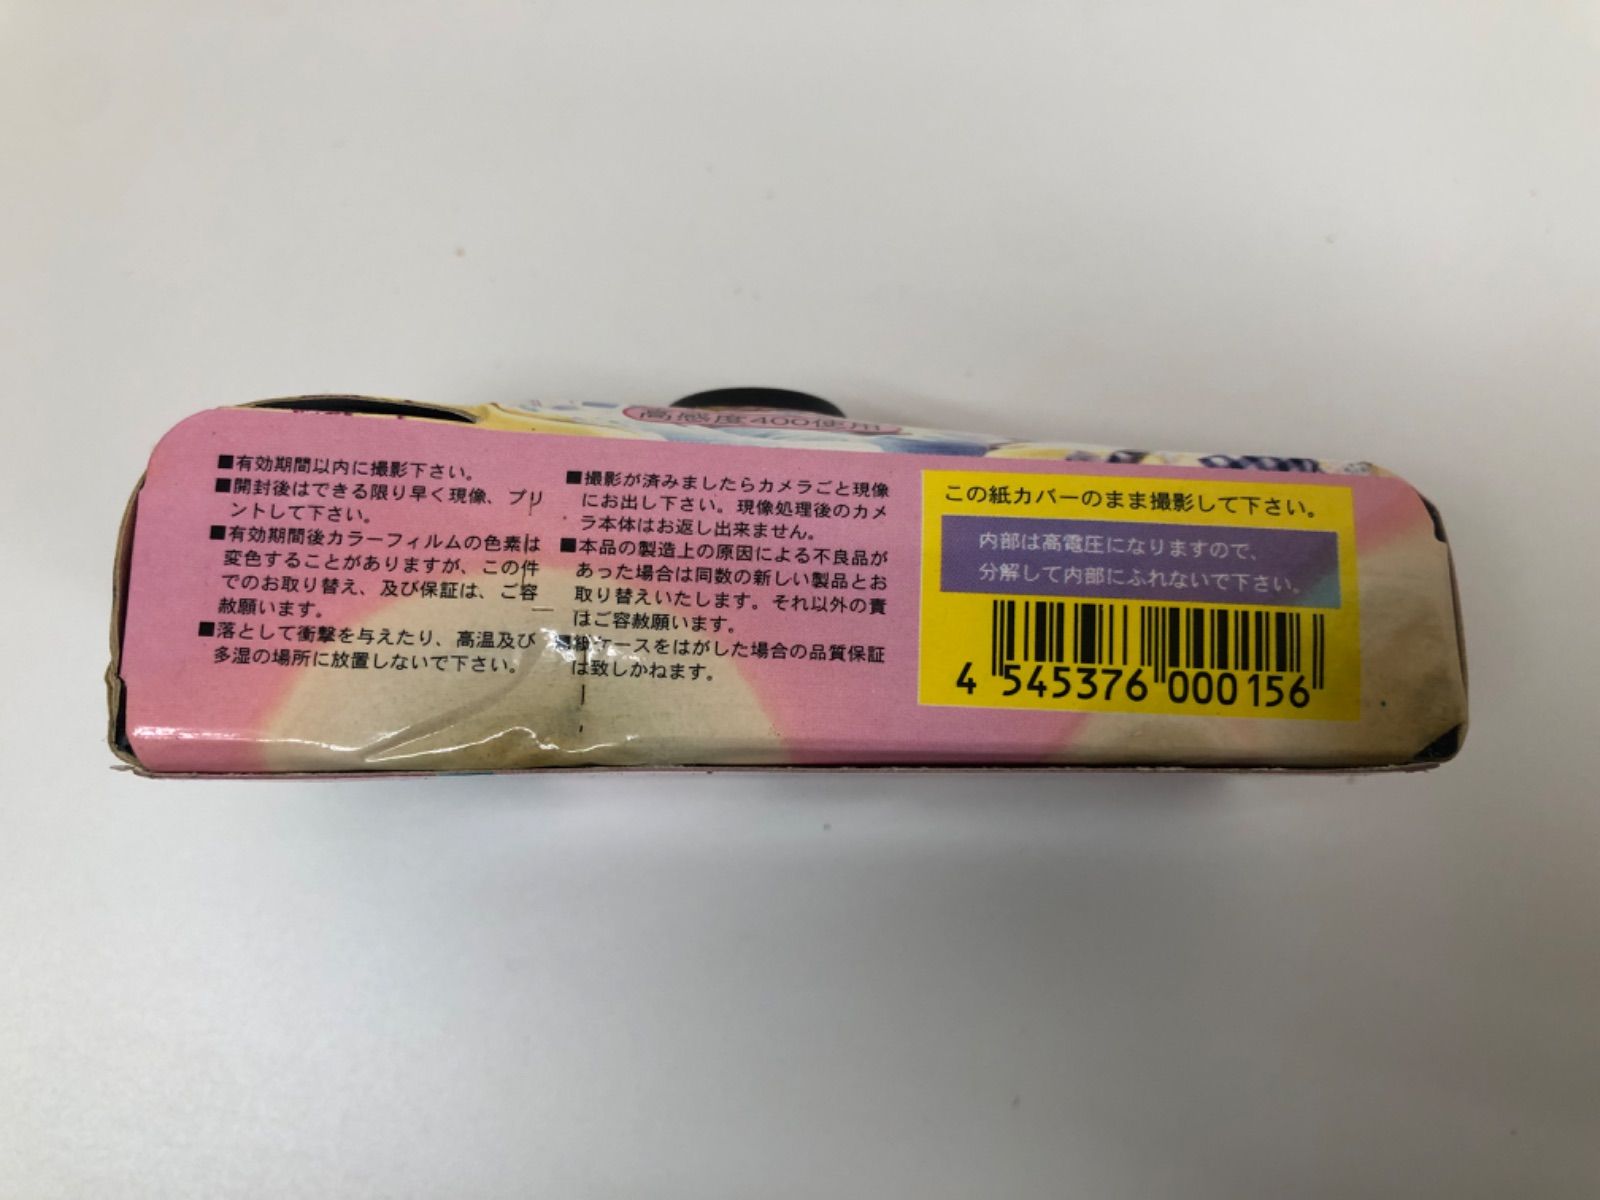 高感度400使用
■有効期間以内に撮影下さい。
■開封後はできる限り早く現像、プリ
ントして下さい。
■有効期間後カラーフィルムの色素は
変色することがありますが、この件
でのお取り替え、及び保証は、ご容
赦願います。
■落として衝撃を与えたり、高温及び
多湿の場所に放置しないで下さい。
■撮影が済みましたらカメラごと現像
にお出し下さい。現像処理後のカメ
ラ本体はお返し出来ません。
■本品の製造上の原因による不良品が
あった場合は同数の新しい製品とお
取り替えいたします。それ以外の責
はご容赦願います。
■紙ケースをはがした場合の品質保証
は致しかねます。
この紙カバーのまま撮影して下さい。
内部は高電圧になりますので、
分解して内部にふれないで下さい。
4 545376 000156